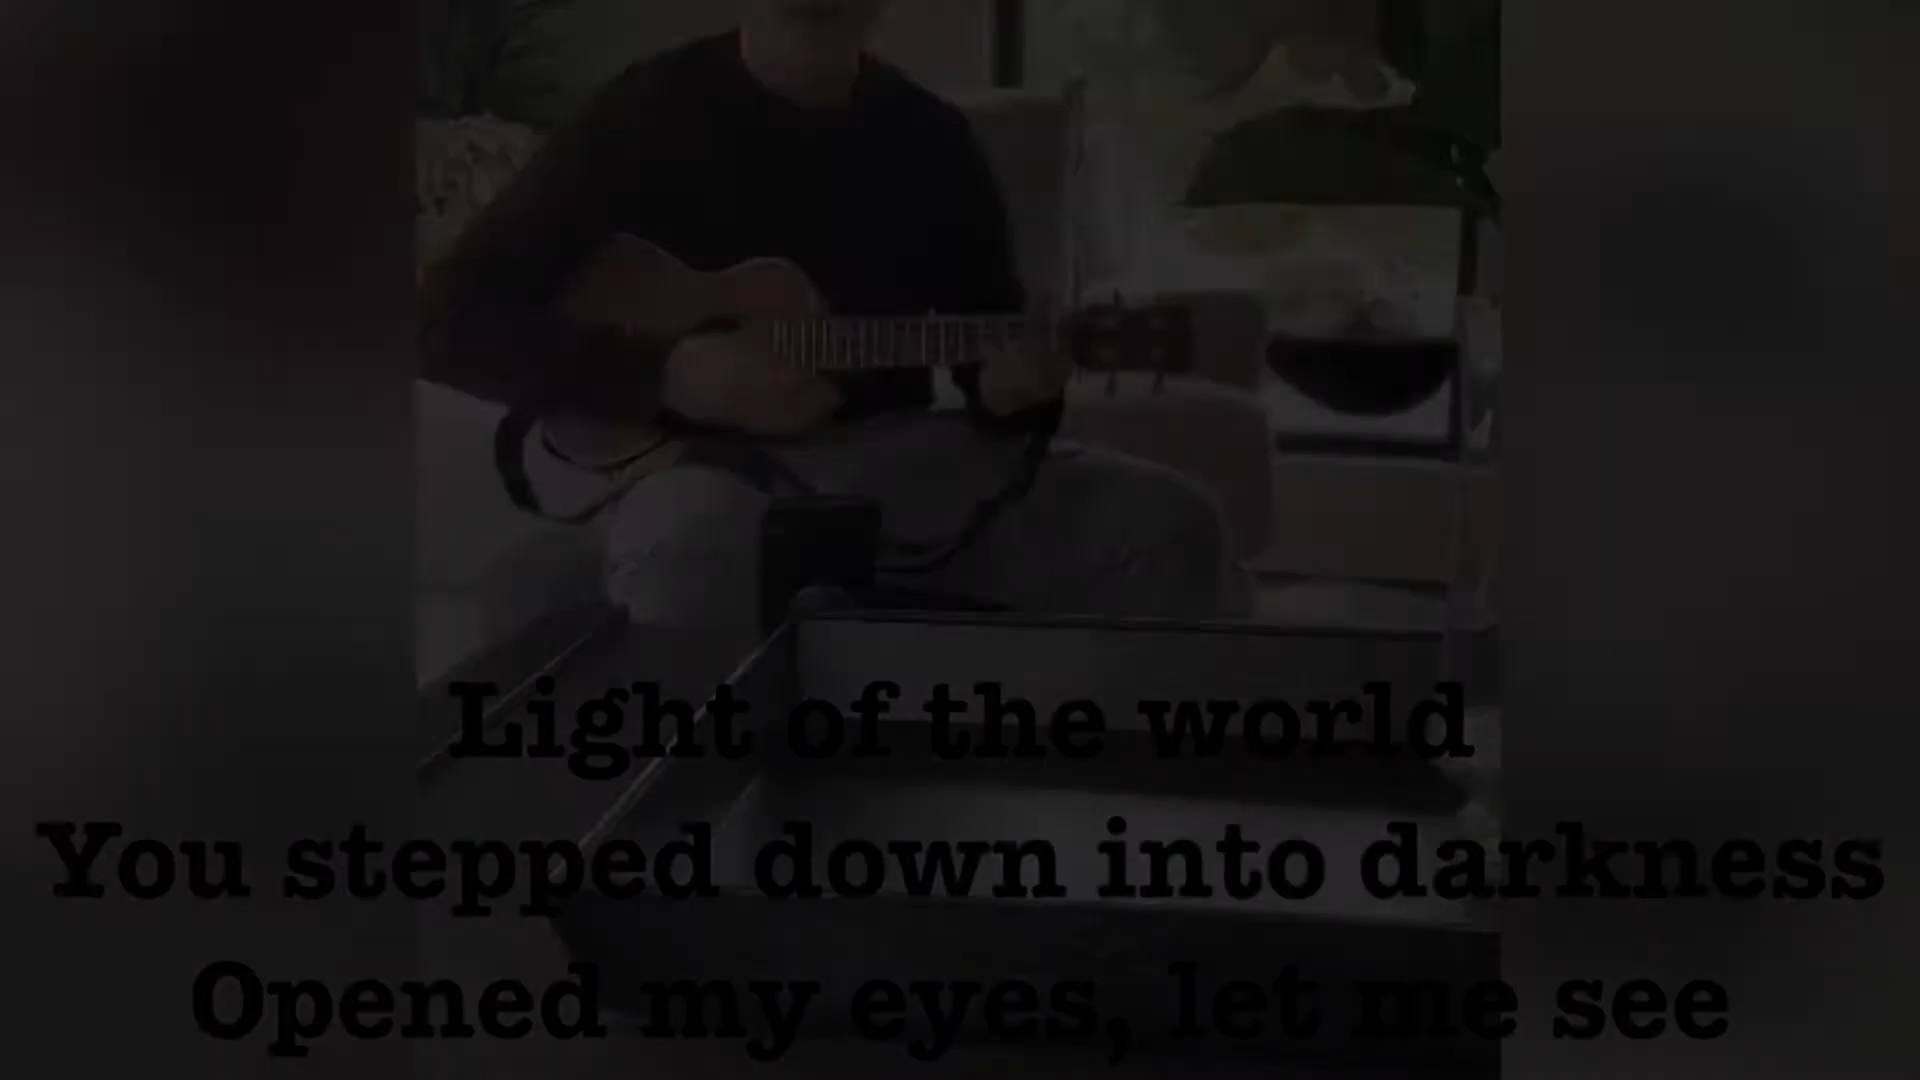 Light of the world
You stepped down into darkness
Opened my eyes, let me see